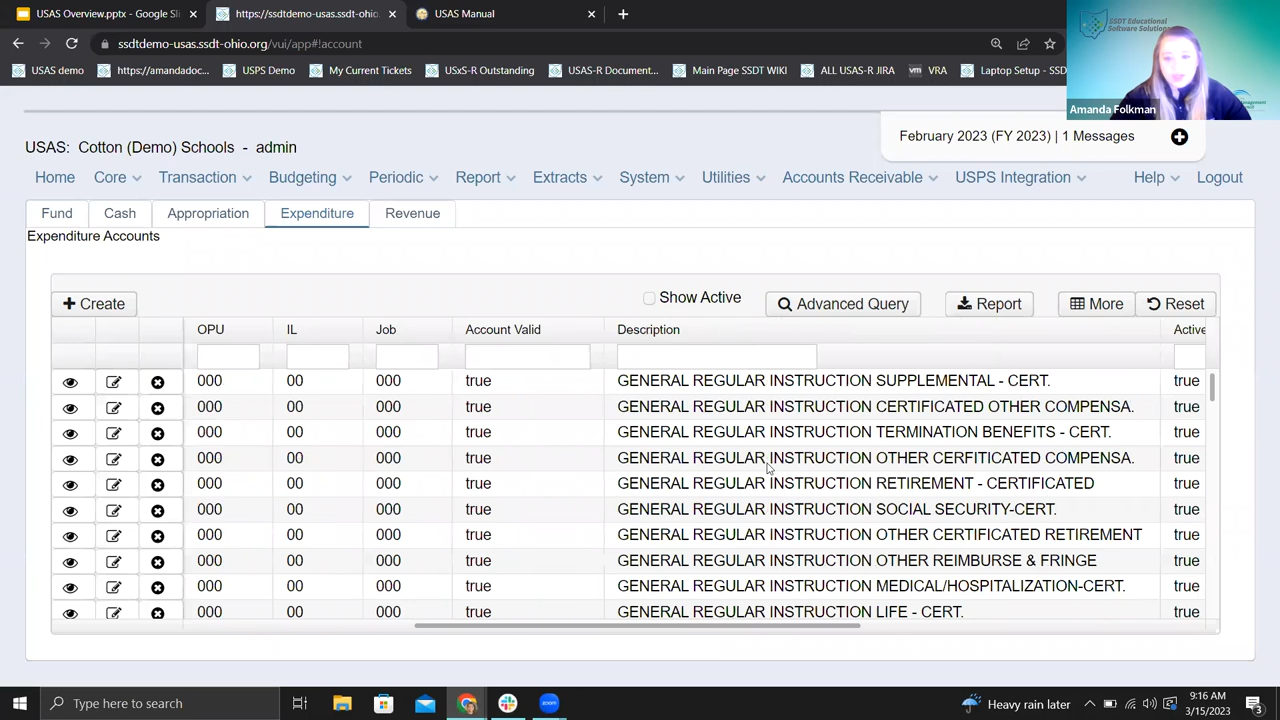 USAS Overview.pptx - Google Sli
https://ssdtdemo-usas.ssdt-ohio.
USAS Manual
SSDT Educational
Software Solutions
ssdtdemo-usas.ssdt-ohio.org/vui/app#!account
USAS demo
https://amandadoc...
USPS Demo
My Current Tickets
USxS-R Outstanding
USAS-R Document...
Main Page SSDT WIKI
ALL USAS-R JIRA
vm VRA
Laptop Setup - SSD
Amanda Folkman
February 2023 (FY 2023) | 1 Messages
USAS: Cotton (Demo) Schools - admin
Home Core Transaction Budgeting Periodic Report Extracts System Utilities Accounts Receivable USPS Integration Help Logout
Fund Cash Appropriation Expenditure Revenue
Expenditure Accounts
Create Show Active Advanced Query Report More Reset
OPU IL Job Account Valid Description Active
000 00 000 true GENERAL REGULAR INSTRUCTION SUPPLEMENTAL - CERT. true
000 00 000 true GENERAL REGULAR INSTRUCTION CERTIFICATED OTHER COMPENSA. true
000 00 000 true GENERAL REGULAR INSTRUCTION TERMINATION BENEFITS - CERT. true
000 00 000 true GENERAL REGULAR INSTRUCTION OTHER CERFITICATED COMPENSA. true
000 00 000 true GENERAL REGULAR INSTRUCTION RETIREMENT - CERTIFICATED true
000 00 000 true GENERAL REGULAR INSTRUCTION SOCIAL SECURITY-CERT. true
000 00 000 true GENERAL REGULAR INSTRUCTION OTHER CERTIFICATED RETIREMENT true
000 00 000 true GENERAL REGULAR INSTRUCTION OTHER REIMBURSE & FRINGE true
000 00 000 true GENERAL REGULAR INSTRUCTION MEDICAL/HOSPITALIZATION-CERT. true
000 00 000 true GENERAL REGULAR INSTRUCTION LIFE - CERT. true
Type here to search
zoom
Heavy rain later
9:16 AM
3/15/2023
3